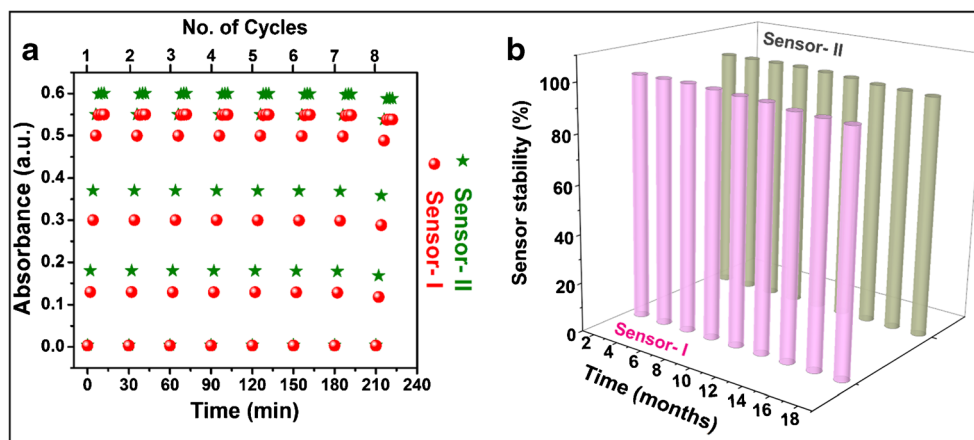 a
No. of Cycles
1 2 3 4 5 6 7 8
0.6
0.5
0.4
0.3
0.2
0.1
0.0
Absorbance (a.u.)
0 30 60 90 120 150 180 210 240
Time (min)
Sensor- II
Sensor- I
b
Sensor- II
100
80
60
40
20
0
Sensor stability (%)
Sensor- I
2 4 6 8 10 12 14 16 18
Time (months)